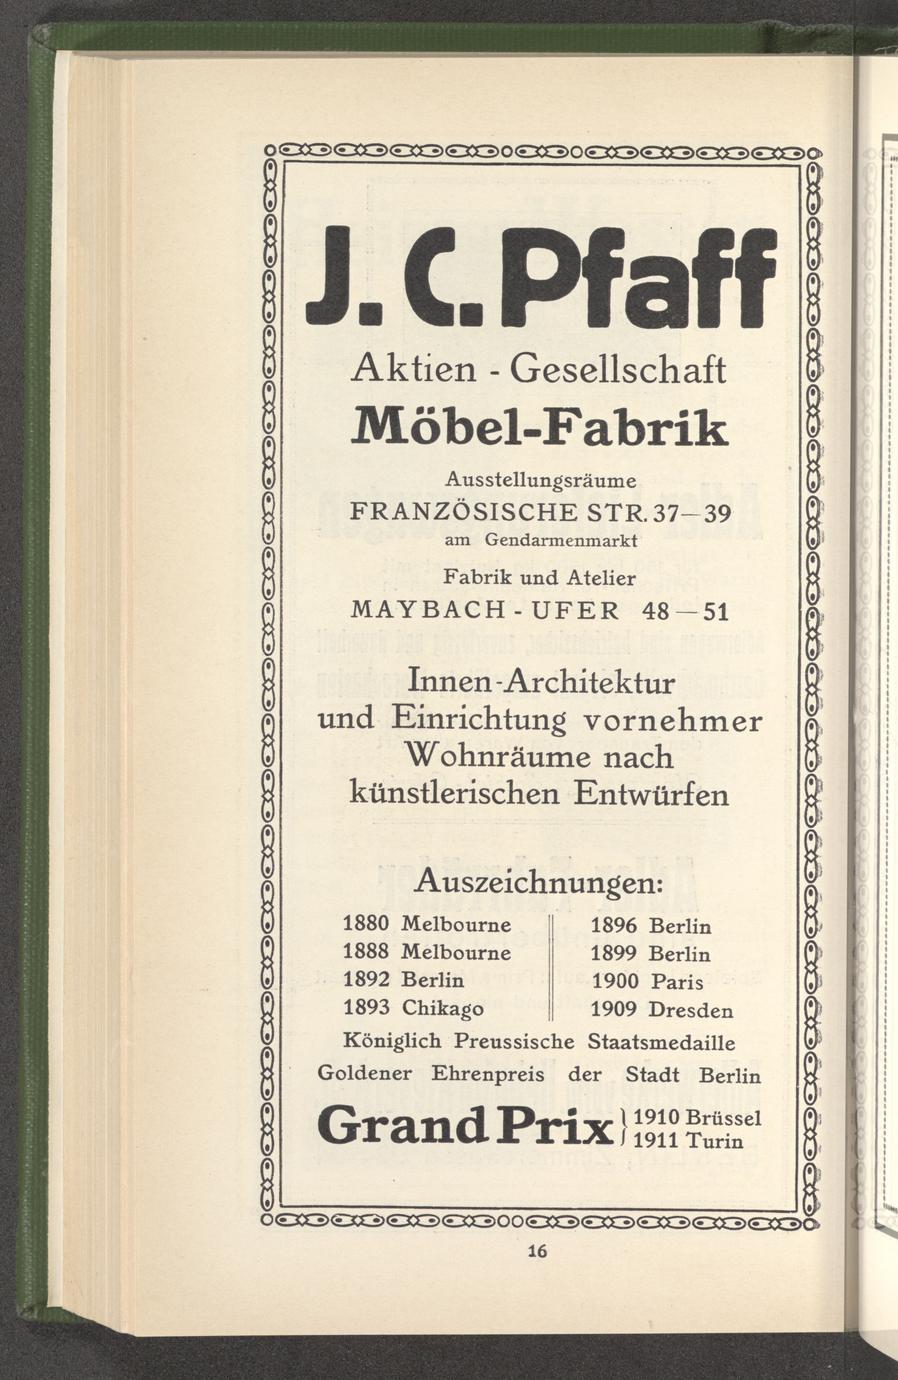 J. C. Pfaff
Aktien - Gesellschaft
Möbel-Fabrik
Ausstellungsräume
FRANZÖSISCHE STR. 37—39
am Gendarmenmarkt
Fabrik und Atelier
MAYBACH - UFER 48—51
Innen-Architektur
und Einrichtung vornehmer
Wohnräume nach
künstlerischen Entwürfen
Auszeichnungen:
1880 Melbourne
1888 Melbourne
1892 Berlin
1893 Chikago
1896 Berlin
1899 Berlin
1900 Paris
1909 Dresden
Königlich Preussische Staatsmedaille
Goldener Ehrenpreis der Stadt Berlin
Grand Prix } 1910 Brüssel
1911 Turin
16